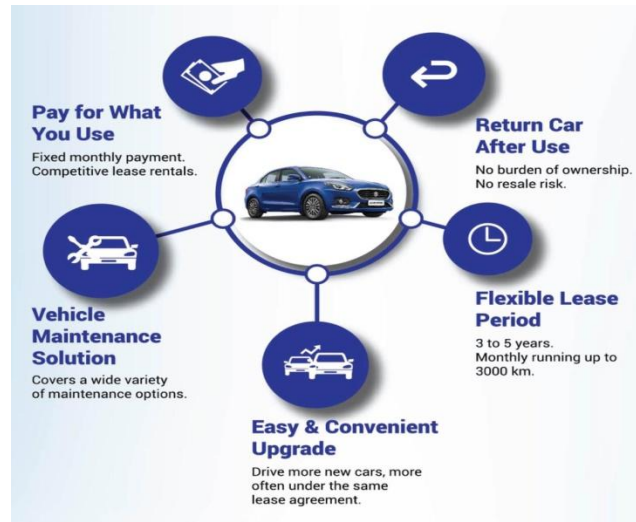 Pay for What
You Use
Fixed monthly payment.
Competitive lease rentals.
Return Car
After Use
No burden of ownership.
No resale risk.
Vehicle
Maintenance
Solution
Covers a wide variety
of maintenance options.
Flexible Lease
Period
3 to 5 years.
Monthly running up to
3000 km.
Easy & Convenient
Upgrade
Drive more new cars, more
often under the same
lease agreement.